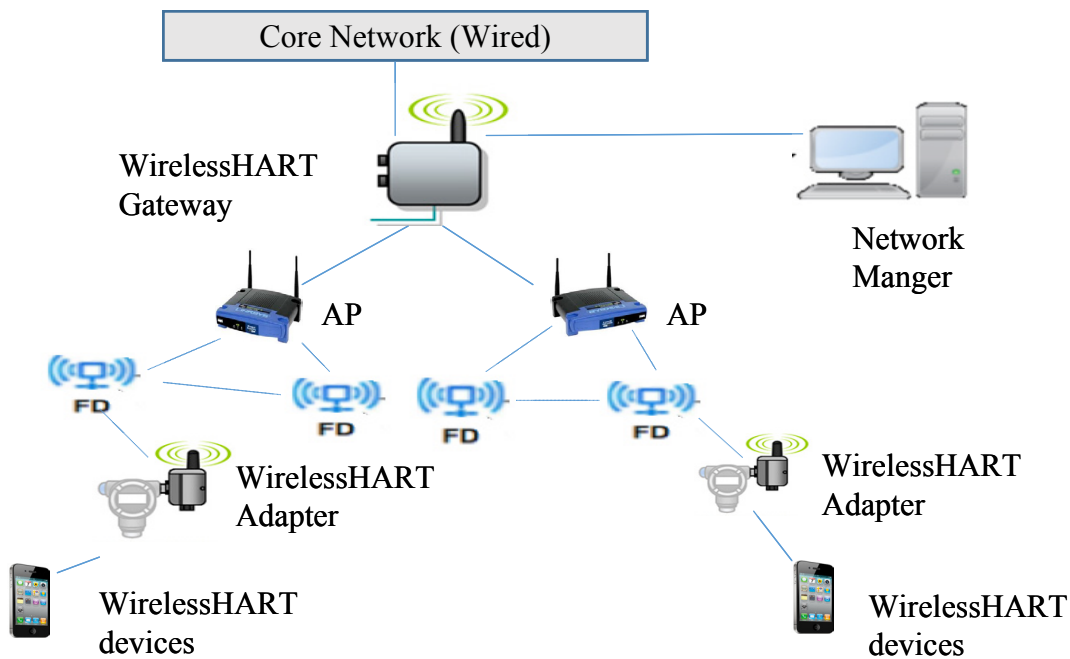 Core Network (Wired)
WirelessHART
Gateway
Network
Manger
AP
AP
FD
FD
FD
FD
WirelessHART
Adapter
WirelessHART
Adapter
WirelessHART
devices
WirelessHART
devices